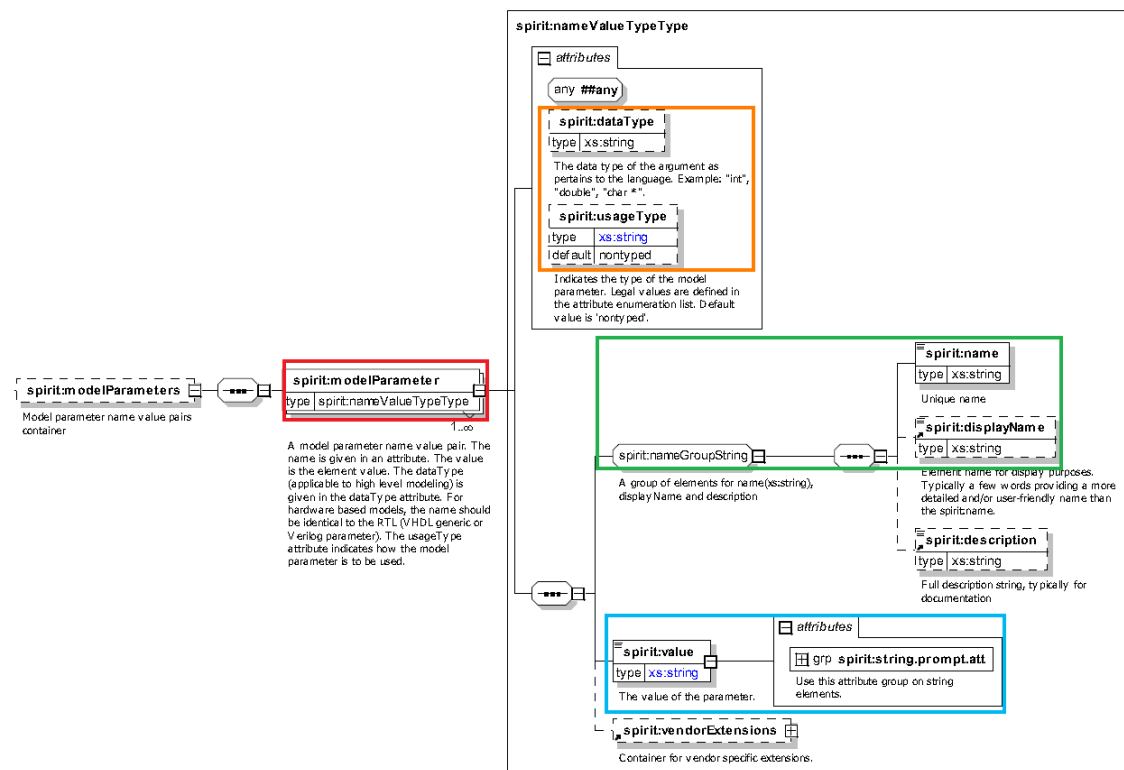 spirit:nameValueTypeType
attributes
any ##any
spirit:dataType
type xs:string
The data type of the argument as
pertains to the language. Example: "int",
"double", "char *".
spirit:usageType
type xs:string
default nontyped
Indicates the type of the model
parameter. Legal values are defined in
the attribute enumeration list. Default
value is 'nontyped'.
spirit:modelParameters
Model parameter name value pairs
container
spirit:modelParameter
type spirit:nameValueTypeType
1..∞
A model parameter name value pair. The
name is given in an attribute. The value
is the element value. The dataType
(applicable to high level modeling) is
given in the dataType attribute. For
hardware based models, the name should
be identical to the RTL (VHDL generic or
Verilog parameter). The usageType
attribute indicates how the model
parameter is to be used.
spirit:nameGroupString
A group of elements for name(xs:string),
displayName and description
spirit:name
type xs:string
Unique name
spirit:displayName
type xs:string
Element name for display purposes.
Typically a few words providing a more
detailed and/or user-friendly name than
the spirit:name.
spirit:description
type xs:string
Full description string, typically for
documentation
spirit:value
type xs:string
The value of the parameter.
attributes
grp spirit:string.prompt.att
Use this attribute group on string
elements.
spirit:vendorExtensions
Container for vendor specific extensions.